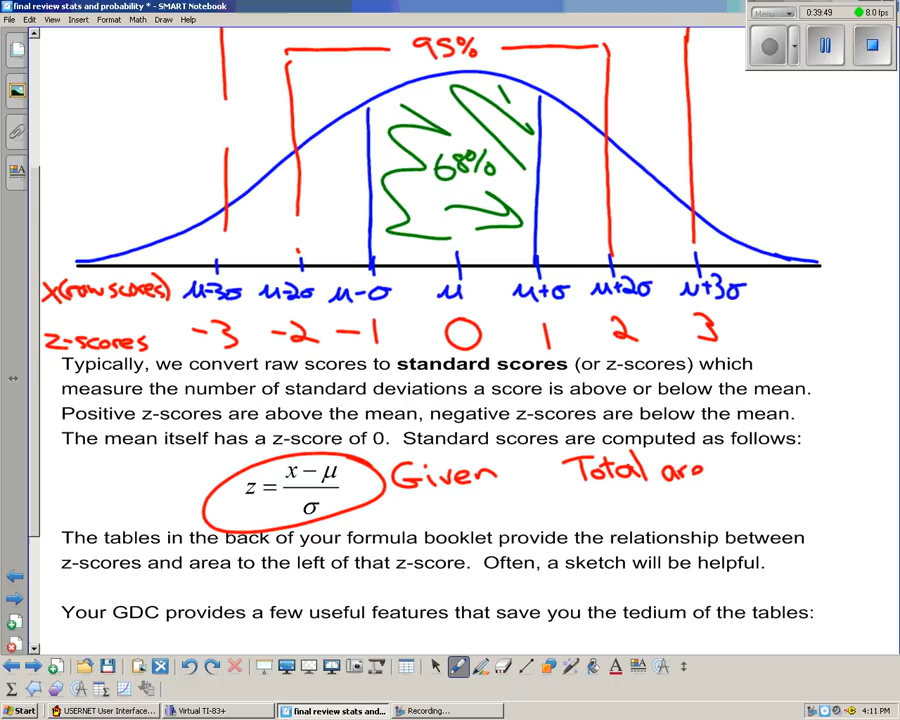 final review stats and probability * - SMART Notebook
Menu
0:39:49
8.0 fps
File Edit View Insert Format Math Draw Help
95%
68%
x(raw scores) μ-3σ μ-2σ μ-σ μ μ+σ μ+2σ μ+3σ
z-scores -3 -2 -1 0 1 2 3
Typically, we convert raw scores to standard scores (or z-scores) which
measure the number of standard deviations a score is above or below the mean.
Positive z-scores are above the mean, negative z-scores are below the mean.
The mean itself has a z-score of 0. Standard scores are computed as follows:
z = (x − μ) / σ Given Total are
The tables in the back of your formula booklet provide the relationship between
z-scores and area to the left of that z-score. Often, a sketch will be helpful.
Your GDC provides a few useful features that save you the tedium of the tables:
Start USERNET User Interface... Virtual TI-83+ final review stats and... Recording... 4:11 PM